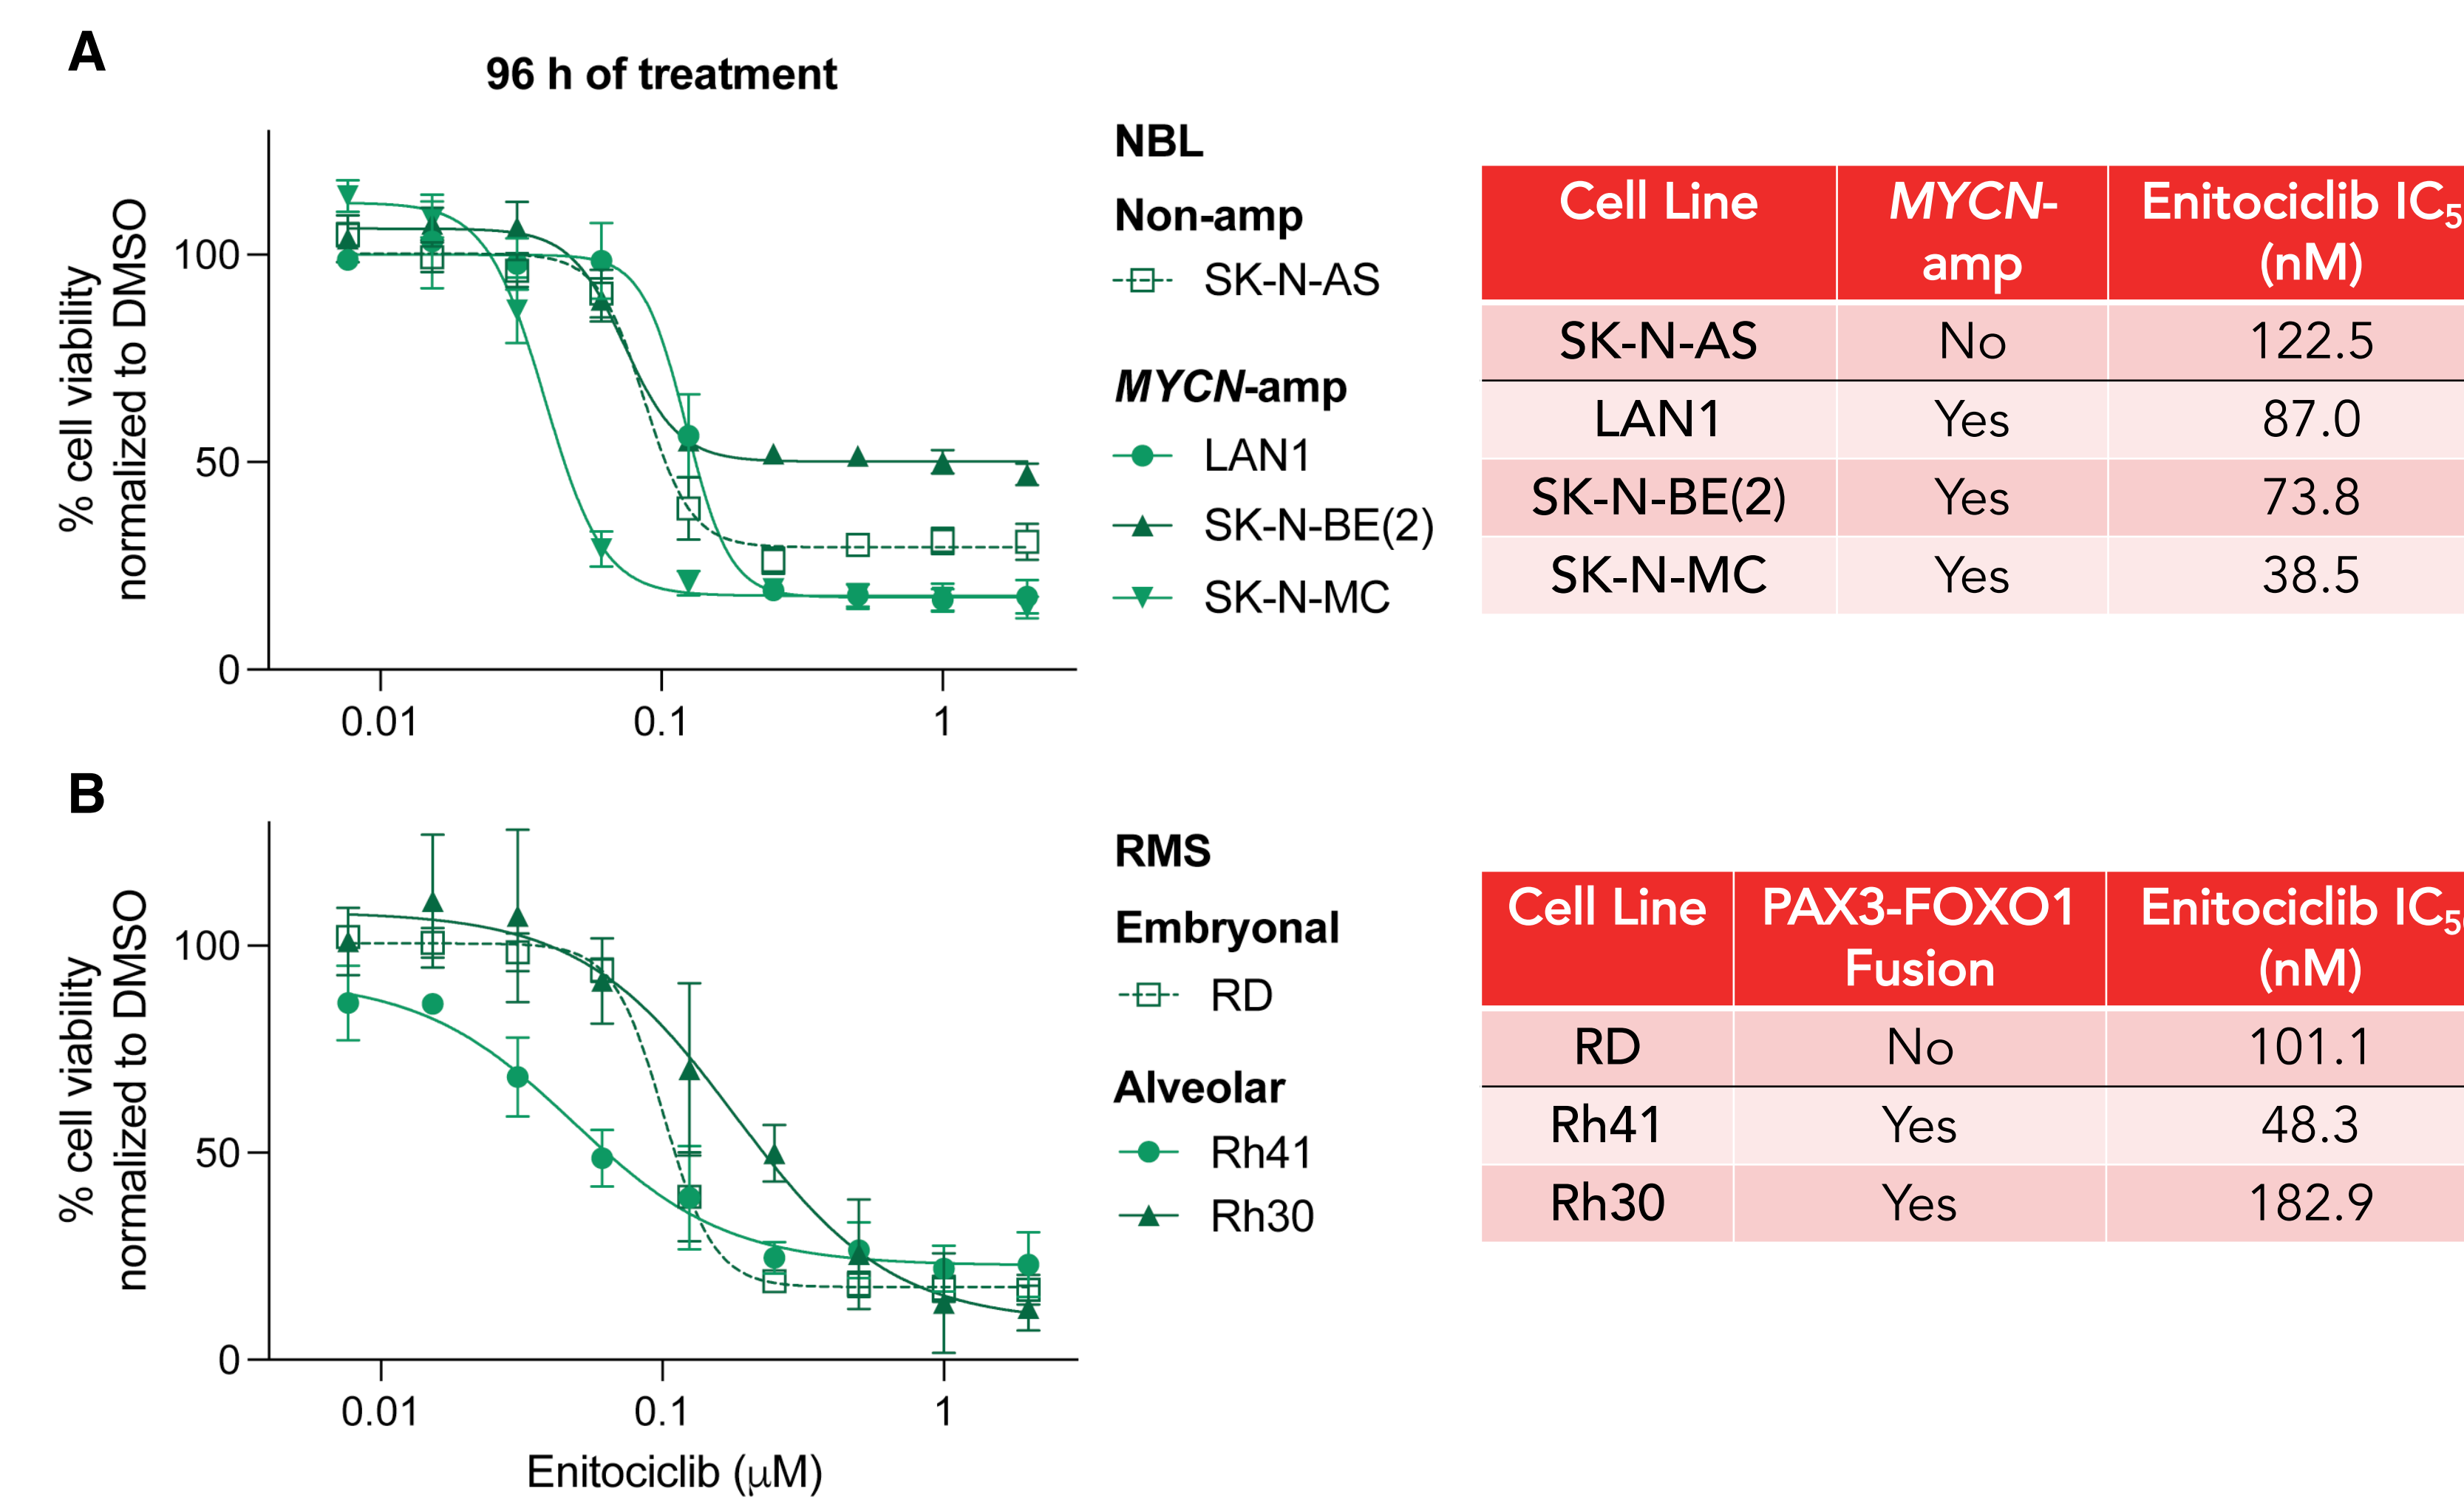 A
96 h of treatment
% cell viability
normalized to DMSO
100
50
0
0.01
0.1
1
NBL
Non-amp
SK-N-AS
MYCN-amp
LAN1
SK-N-BE(2)
SK-N-MC
Cell Line
MYCN-
amp
Enitociclib IC5
(nM)
SK-N-AS
No
122.5
LAN1
Yes
87.0
SK-N-BE(2)
Yes
73.8
SK-N-MC
Yes
38.5
B
% cell viability
normalized to DMSO
100
50
0
0.01
0.1
1
Enitociclib (μM)
RMS
Embryonal
RD
Alveolar
Rh41
Rh30
Cell Line
PAX3-FOXO1
Fusion
Enitociclib IC5
(nM)
RD
No
101.1
Rh41
Yes
48.3
Rh30
Yes
182.9